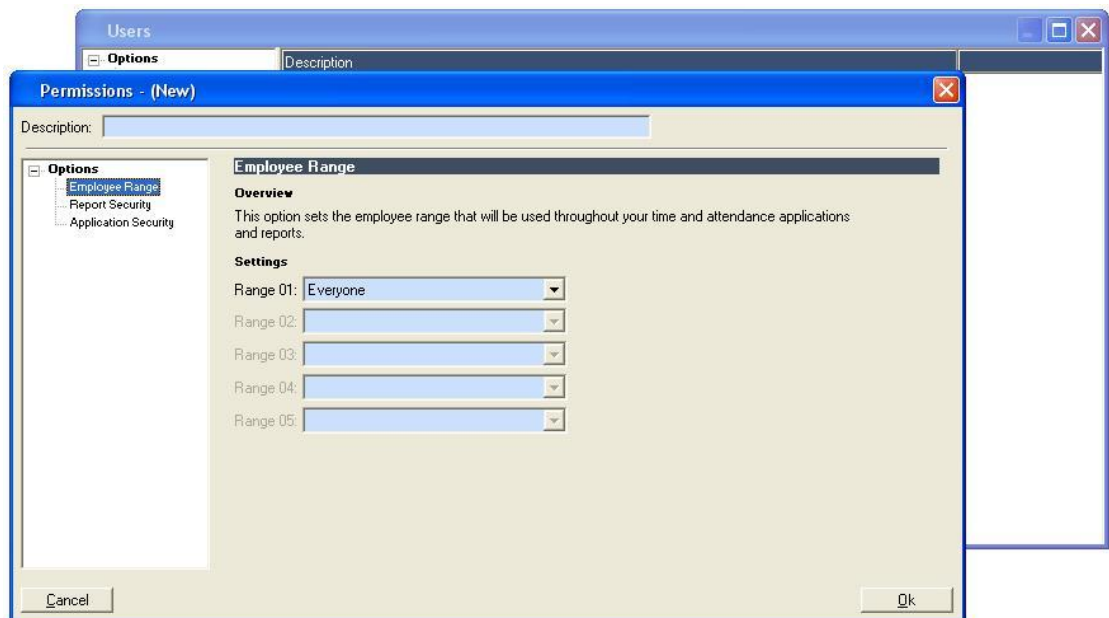 Users
Options
Description
Permissions - (New)
Description:
Options
Employee Range
Report Security
Application Security
Employee Range
Overview
This option sets the employee range that will be used throughout your time and attendance applications
and reports.
Settings
Range 01: Everyone
Range 02:
Range 03:
Range 04:
Range 05:
Cancel
Ok